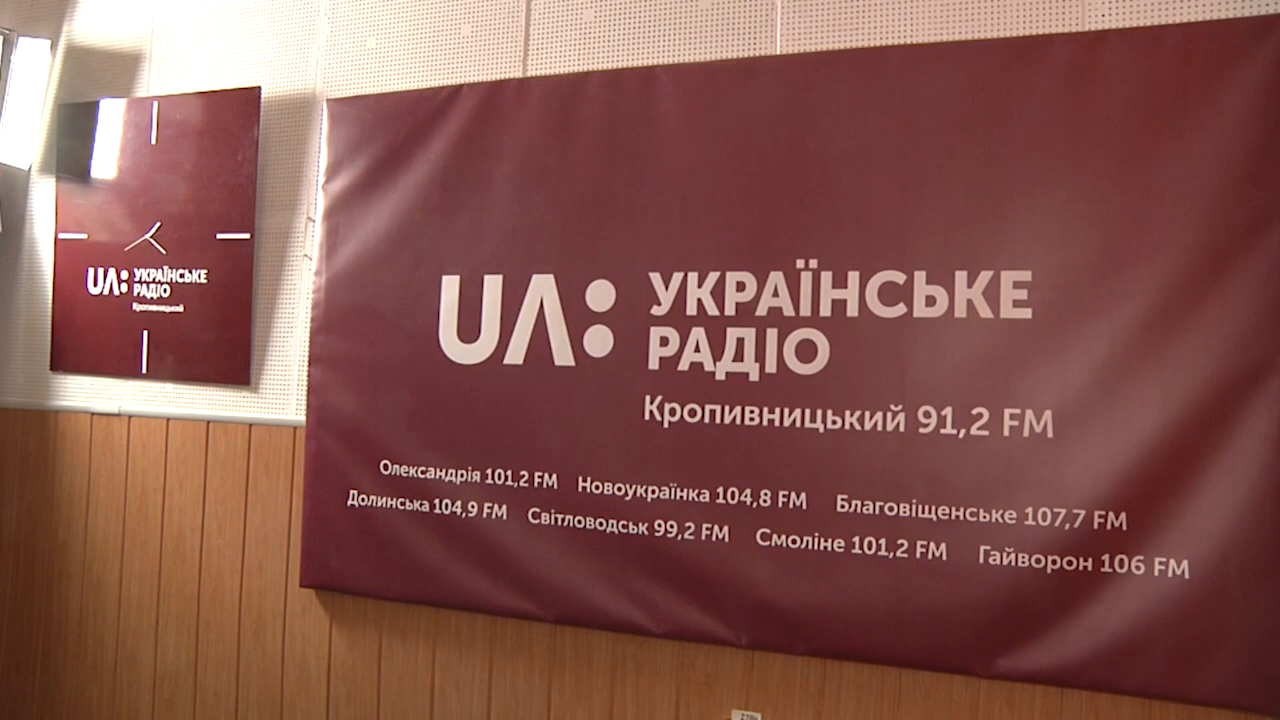 UA: УКРАЇНСЬКЕ
РАДІО
Кропивницький
UA: УКРАЇНСЬКЕ
РАДІО
Кропивницький 91,2 FM
Олександрія 101,2 FM Новоукраїнка 104,8 FM Благовіщенське 107,7 FM
Долинська 104,9 FM Світловодськ 99,2 FM Смоліне 101,2 FM Гайворон 106 FM